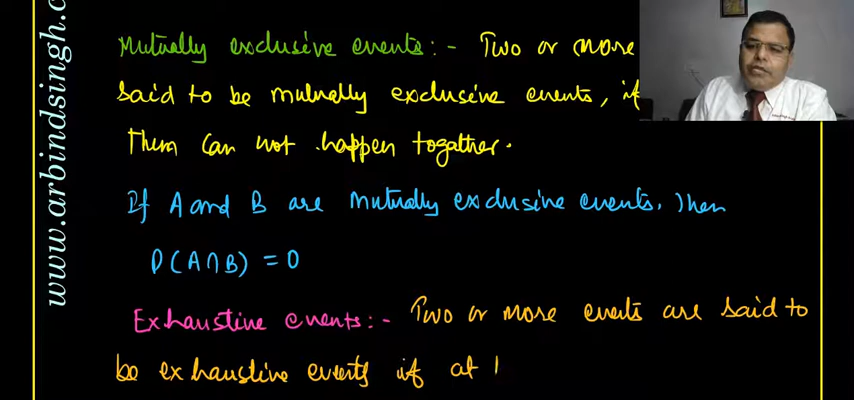 www.arbindsingh.c
Mutually exclusive events:- Two or more
said to be mutually exclusive events, if
Them can not happen together.
If A and B are mutually exclusive events. Then
P(A∩B) = 0
Exhaustive events:- Two or more events are said to
be exhaustive events if at l